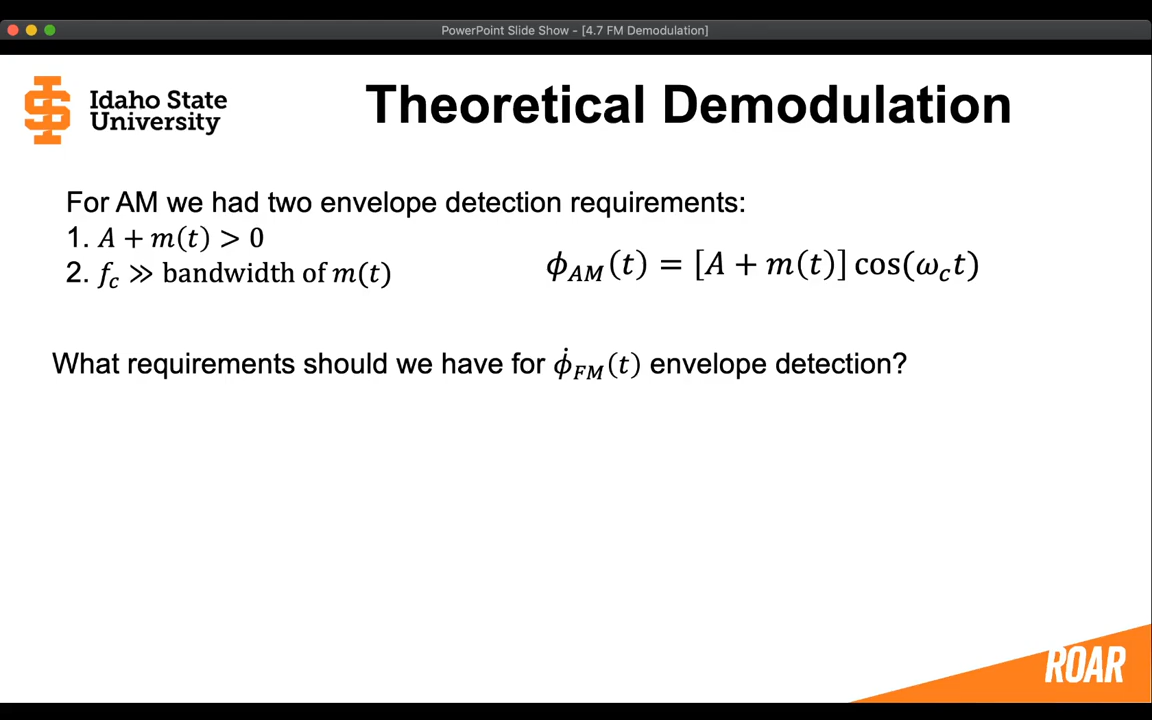 PowerPoint Slide Show - [4.7 FM Demodulation]
Idaho State
University
Theoretical Demodulation
For AM we had two envelope detection requirements:
1. A + m(t) > 0
2. f_c ≫ bandwidth of m(t)
ϕ_AM(t) = [A + m(t)] cos(ω_c t)
What requirements should we have for ϕ̇_FM(t) envelope detection?
ROAR